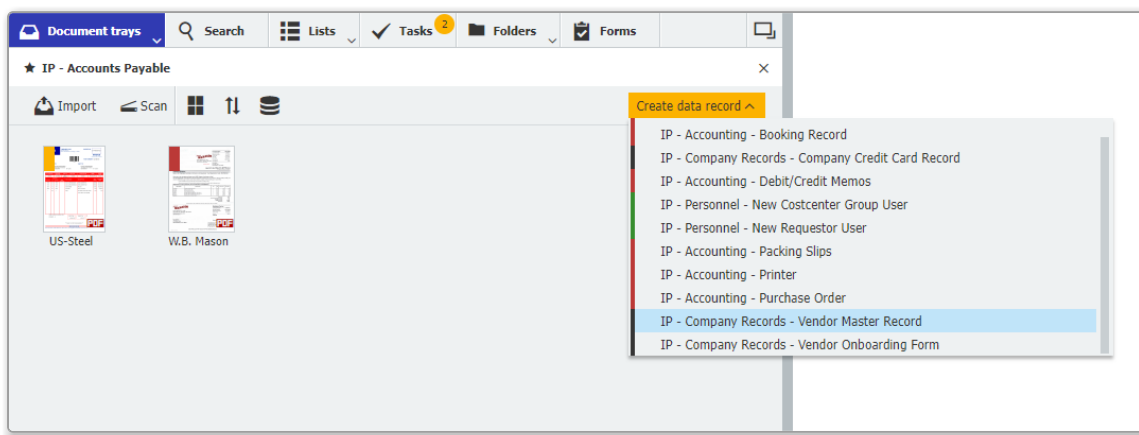 Document trays Search Lists Tasks 2 Folders Forms
IP - Accounts Payable
Import Scan Create data record
IP - Accounting - Booking Record
IP - Company Records - Company Credit Card Record
IP - Accounting - Debit/Credit Memos
IP - Personnel - New Costcenter Group User
IP - Personnel - New Requestor User
IP - Accounting - Packing Slips
IP - Accounting - Printer
IP - Accounting - Purchase Order
IP - Company Records - Vendor Master Record
IP - Company Records - Vendor Onboarding Form
PDF PDF
US-Steel W.B. Mason